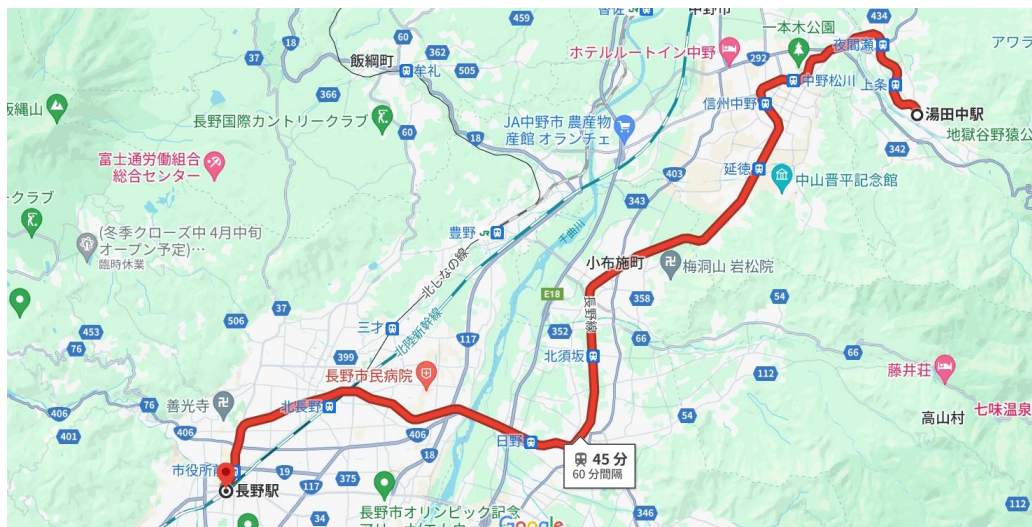 459
434
中野市
一本木公園
夜間瀬
アワラ
60
18
37
362
飯綱町
牟礼
505
ホテルルートイン中野
292
中野松川
上条
信州中野
湯田中駅
366
長野国際カントリークラブ
60
18
JA中野市 農産物
産館 オランチェ
地獄谷野猿公
342
富士通労働組合
総合センター
403
延徳
中山晋平記念館
343
クラブ
(冬季クローズ中 4月中旬
オープン予定)…
臨時休業
豊野
JR
千曲川
北しなの線
小布施町
梅洞山 岩松院
E18
長野線
358
54
37
506
453
76
三才
北陸新幹線
117
352
66
66
399
北須坂
長野市民病院
112
藤井荘
112
七味温泉
高山村
406
76
善光寺
北長野
401
406
406
54
日野
18
45 分
60 分間隔
市役所前
19
375
長野駅
34
長野市オリンピック記念
346
Google